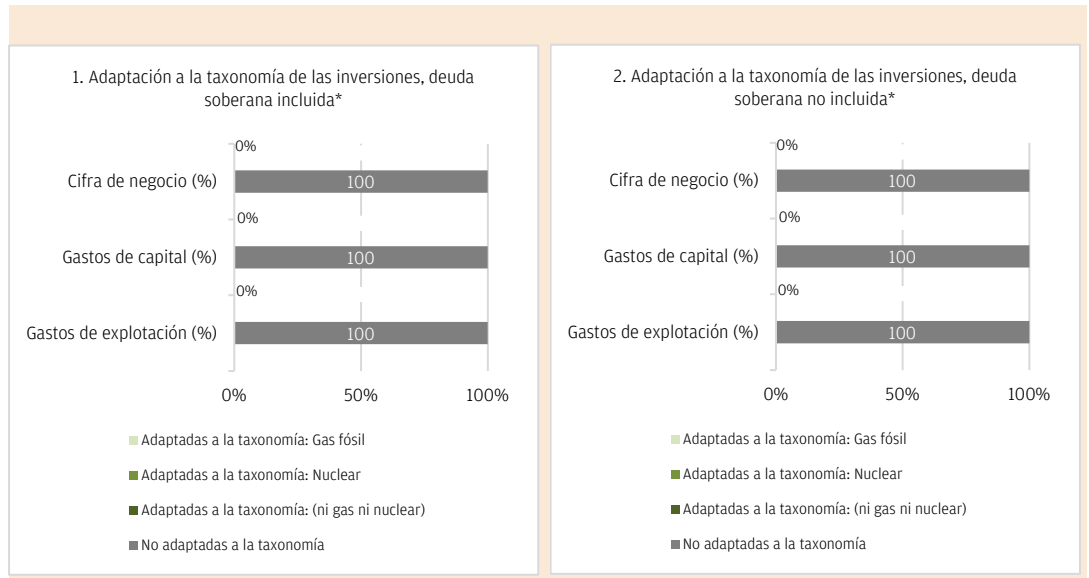 1. Adaptación a la taxonomía de las inversiones, deuda
soberana incluida*
0%
Cifra de negocio (%)
100
0%
Gastos de capital (%)
100
0%
Gastos de explotación (%)
100
0%
50%
100%
Adaptadas a la taxonomía: Gas fósil
Adaptadas a la taxonomía: Nuclear
Adaptadas a la taxonomía: (ni gas ni nuclear)
No adaptadas a la taxonomía
2. Adaptación a la taxonomía de las inversiones, deuda
soberana no incluida*
0%
Cifra de negocio (%)
100
0%
Gastos de capital (%)
100
0%
Gastos de explotación (%)
100
0%
50%
100%
Adaptadas a la taxonomía: Gas fósil
Adaptadas a la taxonomía: Nuclear
Adaptadas a la taxonomía: (ni gas ni nuclear)
No adaptadas a la taxonomía